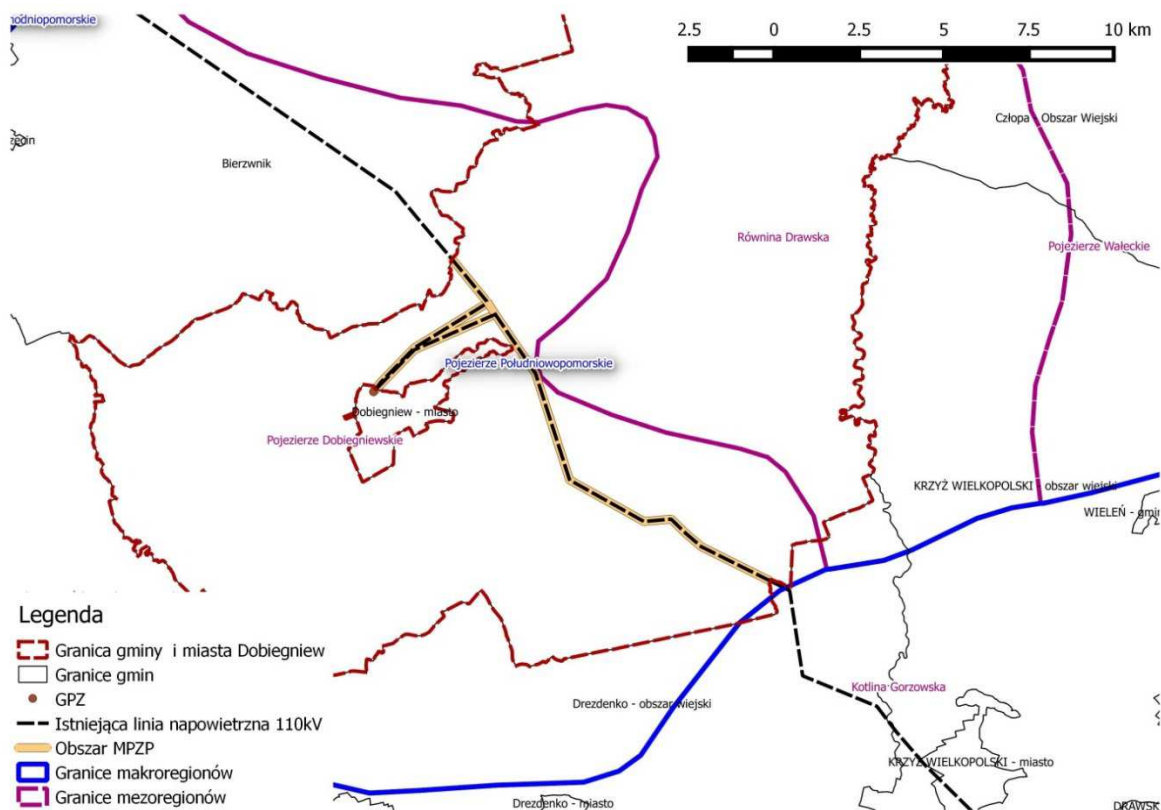 nodniopomorskie
2.5 0 2.5 5 7.5 10 km
Człopa - Obszar Wiejski
zecin
Bierzwnik
Równina Drawska
Pojezierze Wałeckie
Pojezierze Południowopomorskie
Dobiegniew - miasto
Pojezierze Dobiegniewskie
KRZYŻ WIELKOPOLSKI - obszar wiejski
WIELEŃ - gmin
Legenda
Granica gminy i miasta Dobiegniew
Granice gmin
GPZ
Istniejąca linia napowietrzna 110kV
Obszar MPZP
Granice makroregionów
Granice mezoregionów
Kotlina Gorzowska
Drezdenko - obszar wiejski
KRZYŻ WIELKOPOLSKI - miasto
Drezdenko - miasto
DRAWSK